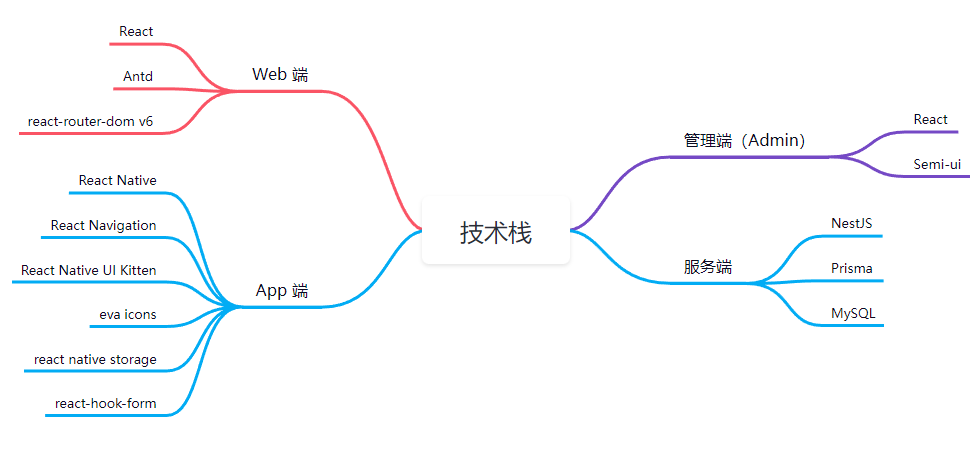 技术栈
Web 端
React
Antd
react-router-dom v6
App 端
React Native
React Navigation
React Native UI Kitten
eva icons
react native storage
react-hook-form
管理端（Admin）
React
Semi-ui
服务端
NestJS
Prisma
MySQL